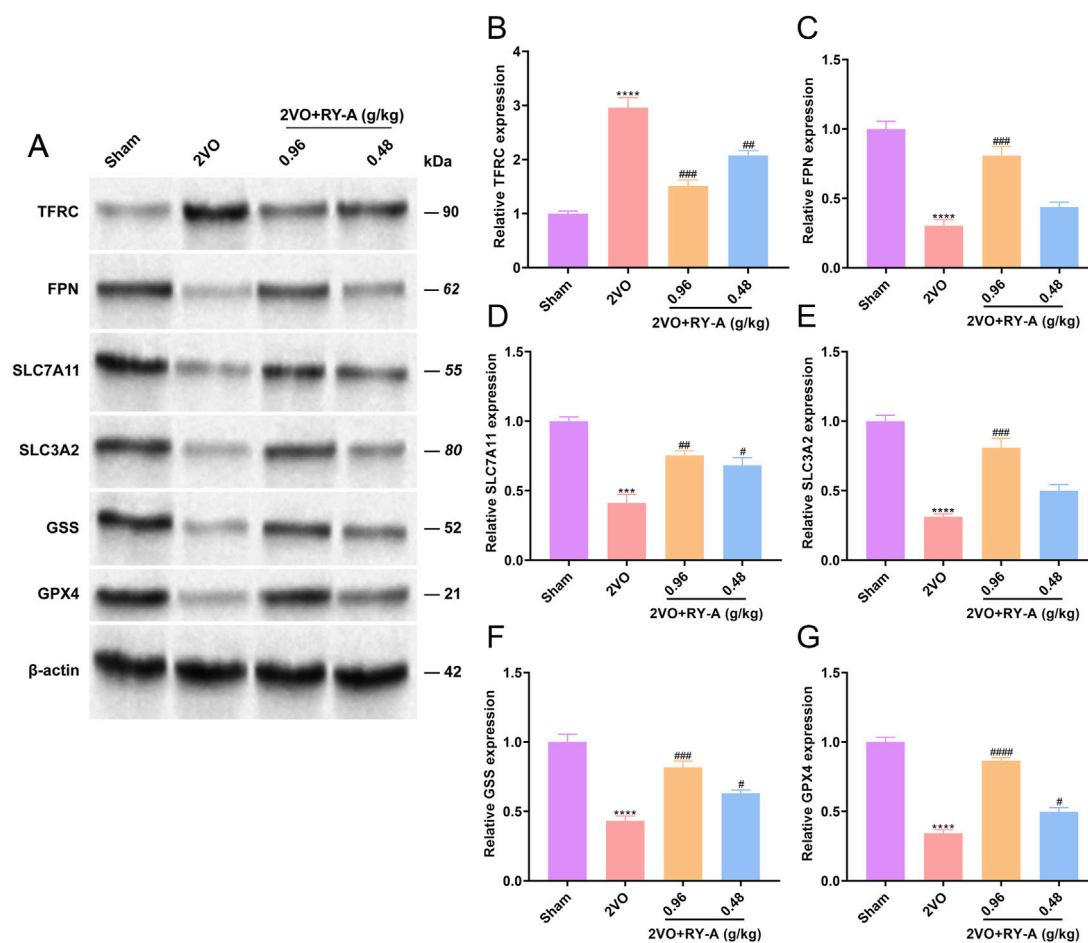 A
2VO+RY-A (g/kg)
Sham
2VO
0.96
0.48
kDa
TFRC
90
FPN
62
SLC7A11
55
SLC3A2
80
GSS
52
GPX4
21
β-actin
42
B
Relative TFRC expression
4
3
2
1
0
****
###
##
Sham
2VO
0.96
0.48
2VO+RY-A (g/kg)
C
Relative FPN expression
1.5
1.0
0.5
0.0
****
###
Sham
2VO
0.96
0.48
2VO+RY-A (g/kg)
D
Relative SLC7A11 expression
1.5
1.0
0.5
0.0
***
##
#
Sham
2VO
0.96
0.48
2VO+RY-A (g/kg)
E
Relative SLC3A2 expression
1.5
1.0
0.5
0.0
****
###
Sham
2VO
0.96
0.48
2VO+RY-A (g/kg)
F
Relative GSS expression
1.5
1.0
0.5
0.0
****
###
#
Sham
2VO
0.96
0.48
2VO+RY-A (g/kg)
G
Relative GPX4 expression
1.5
1.0
0.5
0.0
****
####
#
Sham
2VO
0.96
0.48
2VO+RY-A (g/kg)